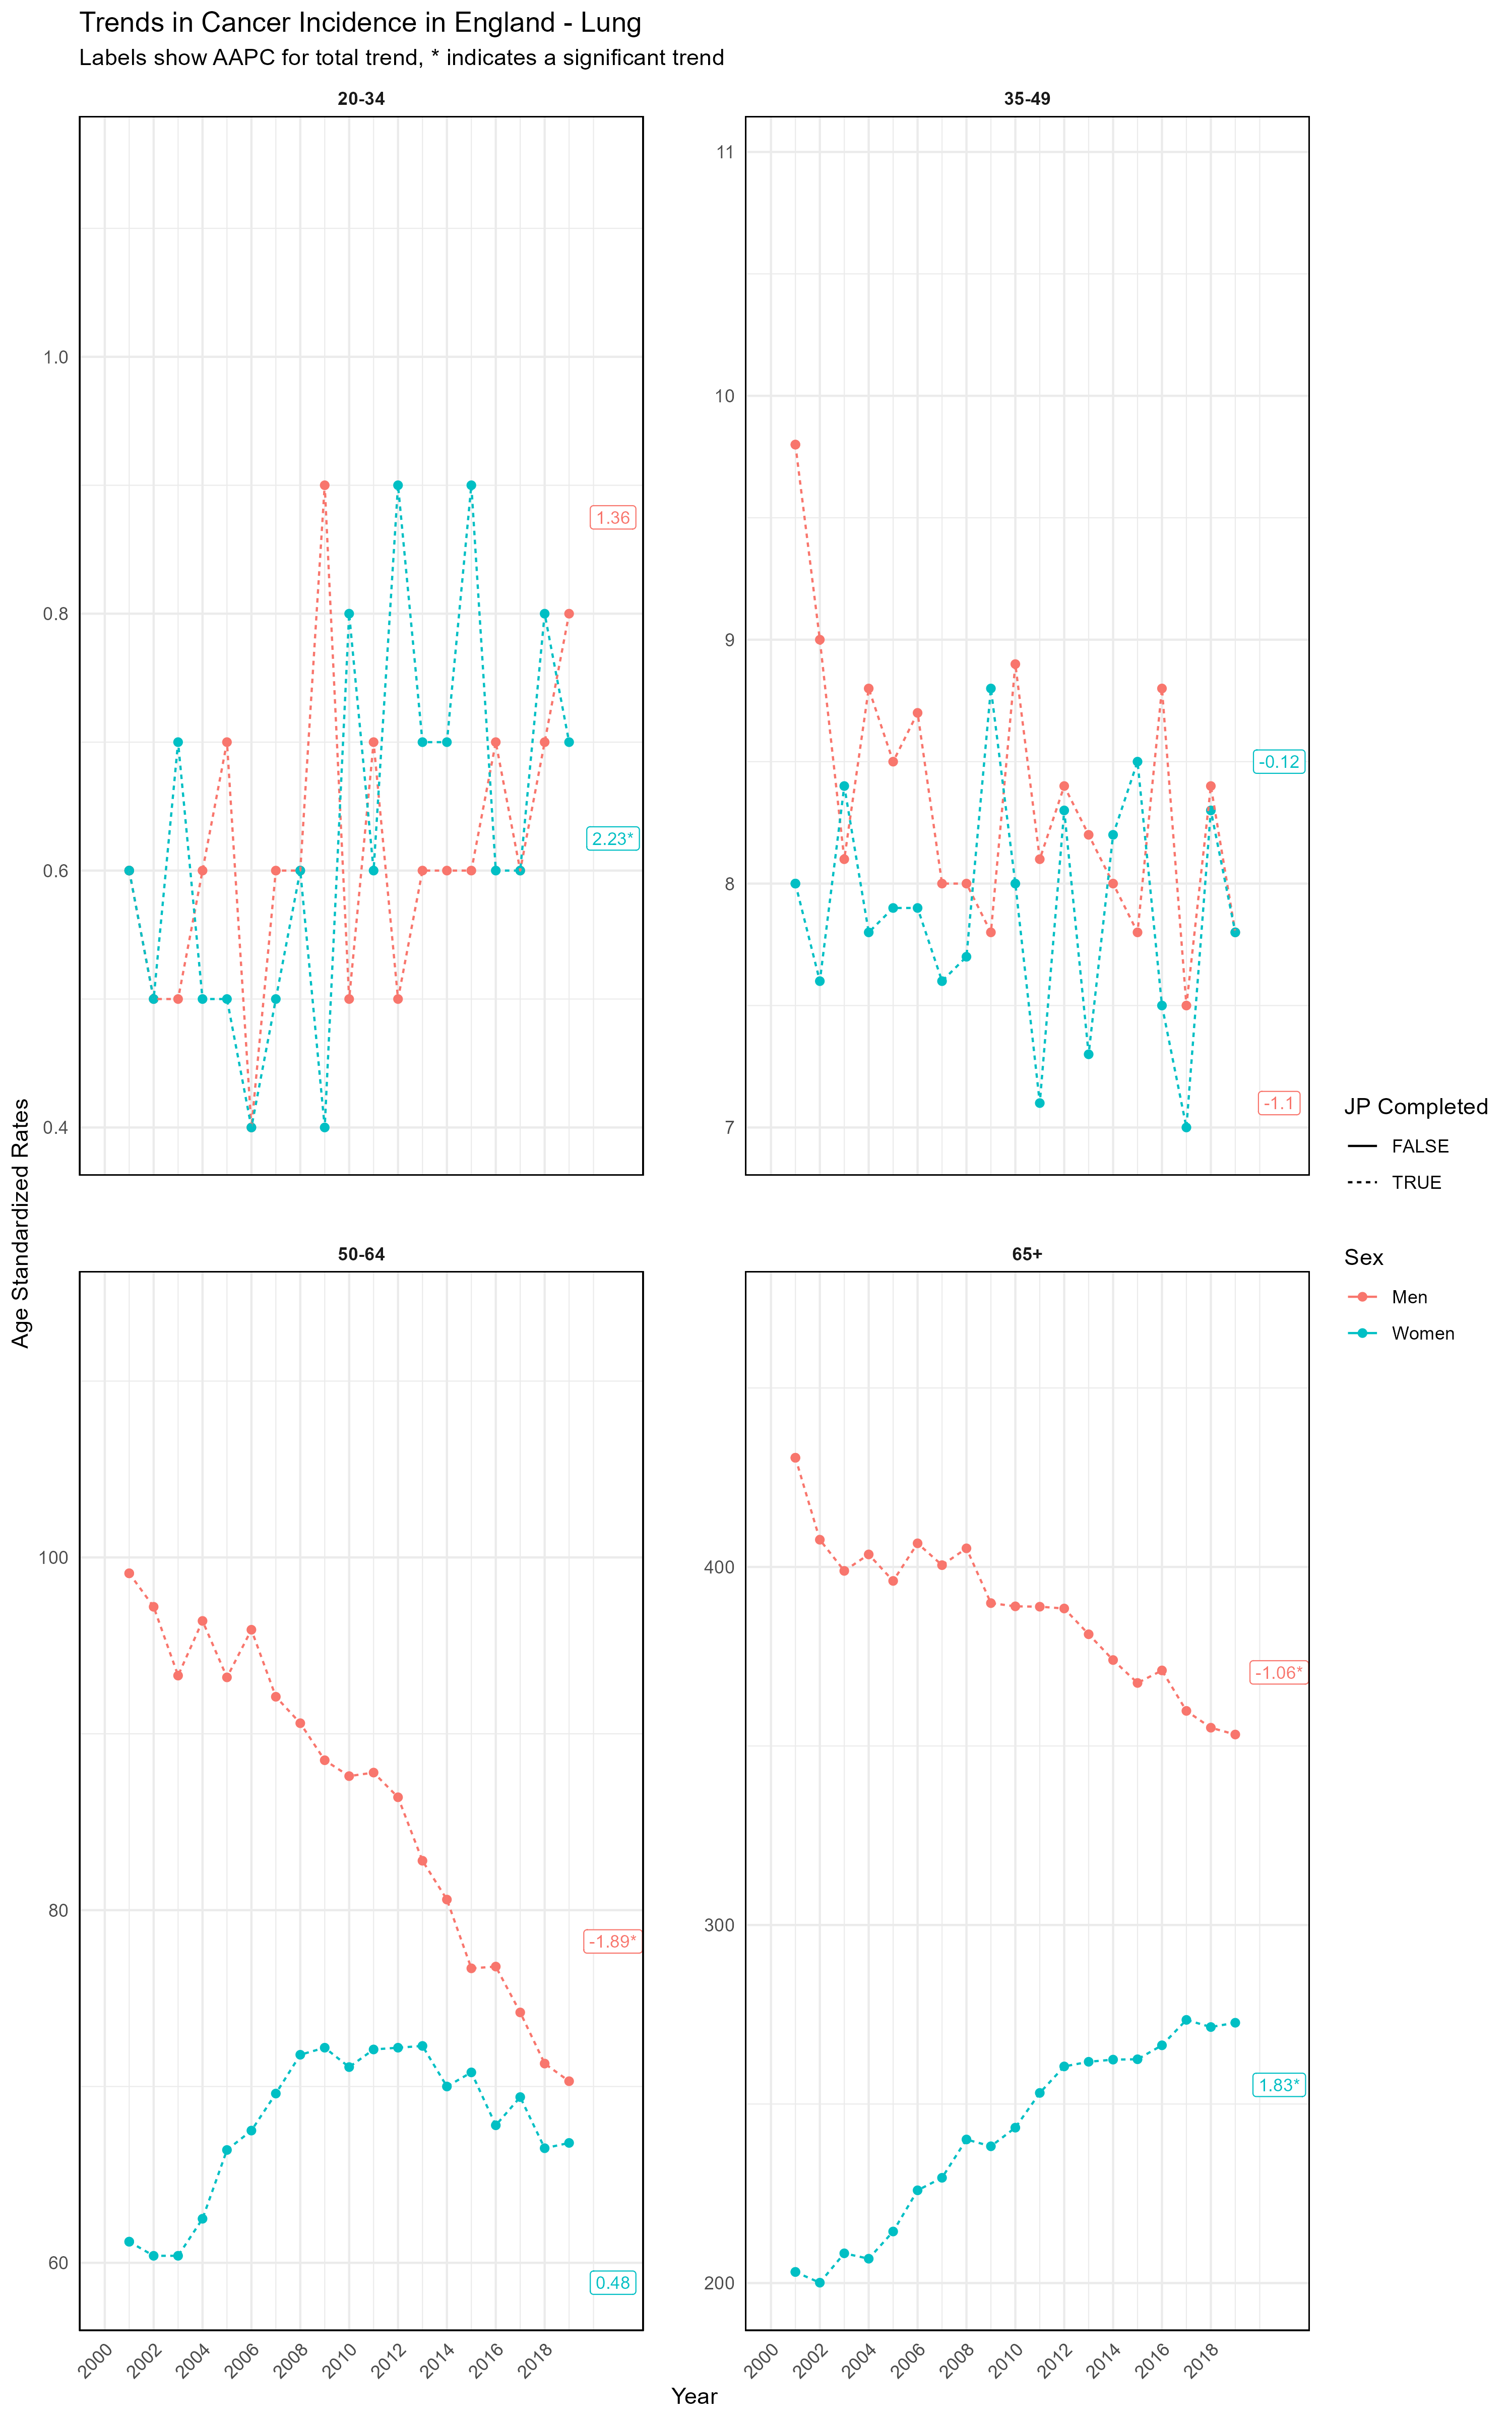 Trends in Cancer Incidence in England - Lung
Labels show AAPC for total trend, * indicates a significant trend
20-34
35-49
1.0
0.8
0.6
0.4
1.36
2.23*
11
10
9
8
7
-0.12
-1.1
Age Standardized Rates
50-64
65+
100
80
60
-1.89*
0.48
400
300
200
-1.06*
1.83*
2000 2002 2004 2006 2008 2010 2012 2014 2016 2018
2000 2002 2004 2006 2008 2010 2012 2014 2016 2018
Year
JP Completed
FALSE
TRUE
Sex
Men
Women